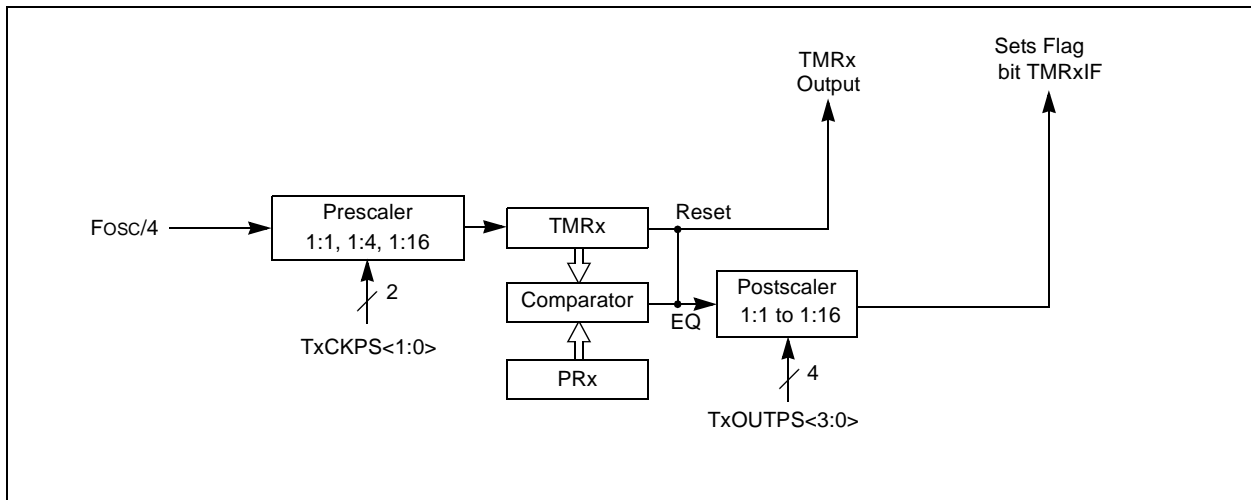 TMRx
Output
Sets Flag
bit TMRxIF
FOSC/4
Prescaler
1:1, 1:4, 1:16
TMRx
Reset
2
Comparator
EQ
Postscaler
1:1 to 1:16
TxCKPS<1:0>
PRx
4
TxOUTPS<3:0>